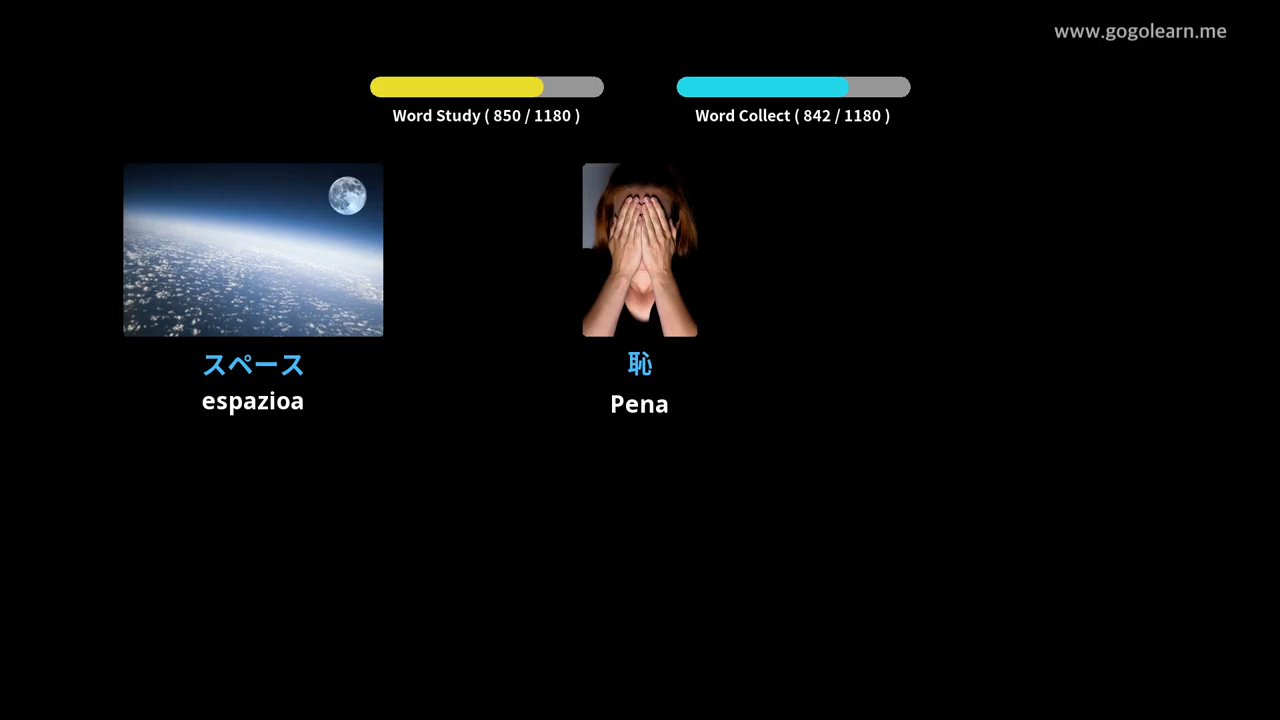 www.gogolearn.me
Word Study ( 850 / 1180 )
Word Collect ( 842 / 1180 )
スペース
espazioa
恥
Pena